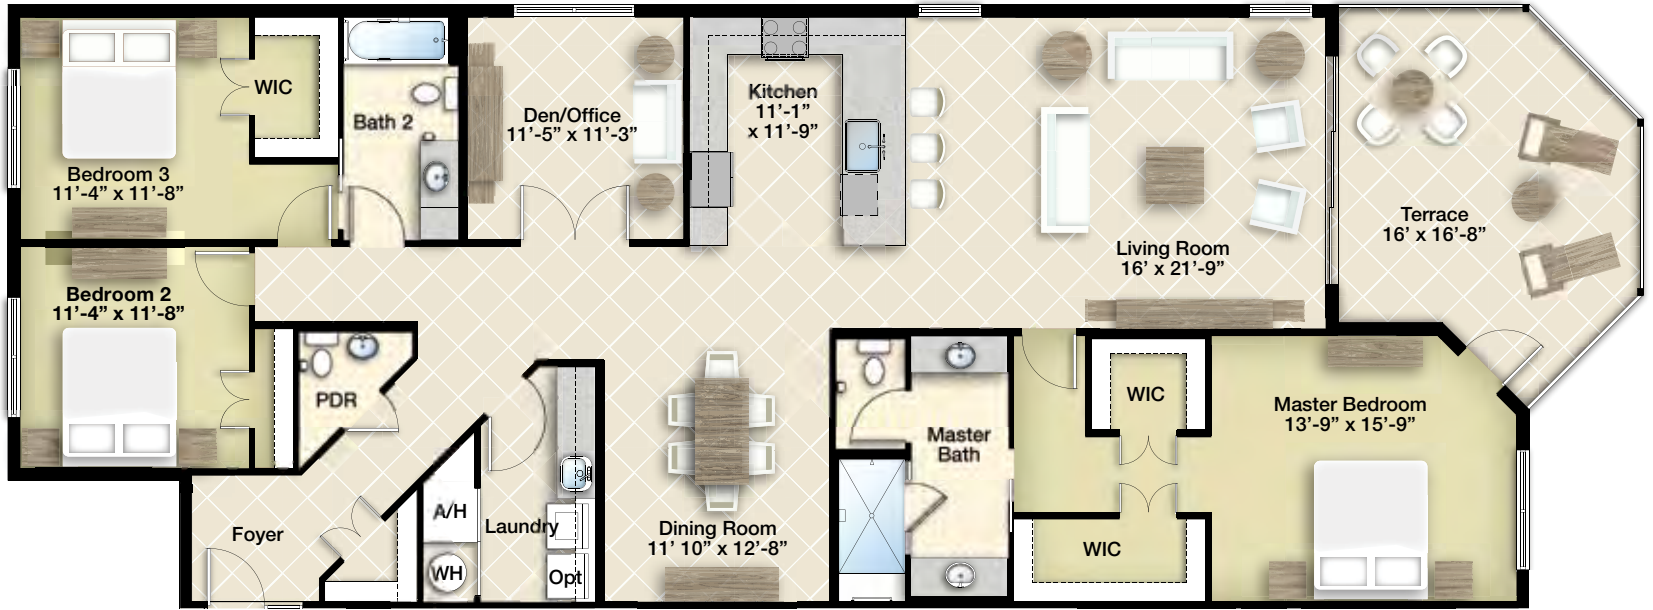 WIC
Bath 2
Bedroom 3
11’-4” x 11’-8”
Den/Office
11’-5” x 11’-3”
Kitchen
11’-1”
x 11’-9”
Living Room
16’ x 21’-9”
Terrace
16’ x 16’-8”
Bedroom 2
11’-4” x 11’-8”
PDR
Foyer
A/H
WH
Laundry
Opt
Dining Room
11’ 10” x 12’-8”
Master
Bath
WIC
WIC
Master Bedroom
13’-9” x 15’-9”